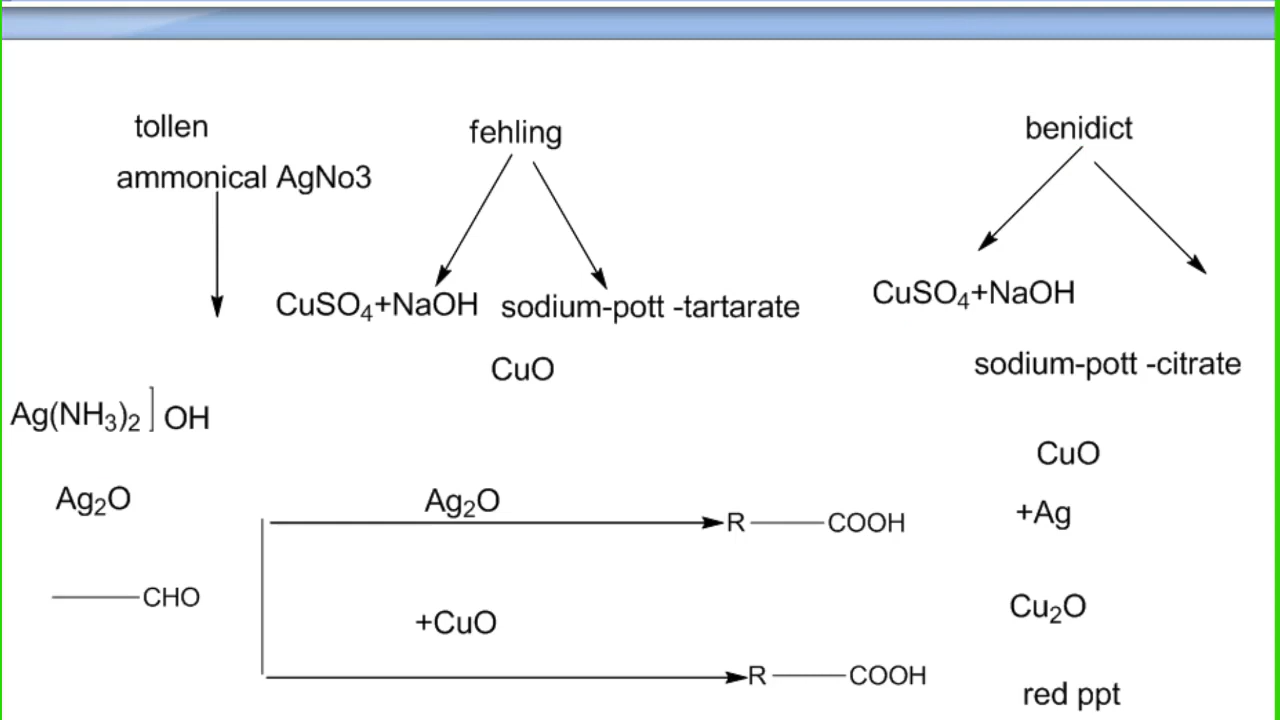 tollen
fehling
benidict
ammonical AgNo3
CuSO4+NaOH
sodium-pott -tartarate
CuSO4+NaOH
CuO
sodium-pott -citrate
Ag(NH3)2] OH
CuO
Ag2O
Ag2O
R—COOH
+Ag
—CHO
+CuO
Cu2O
R—COOH
red ppt